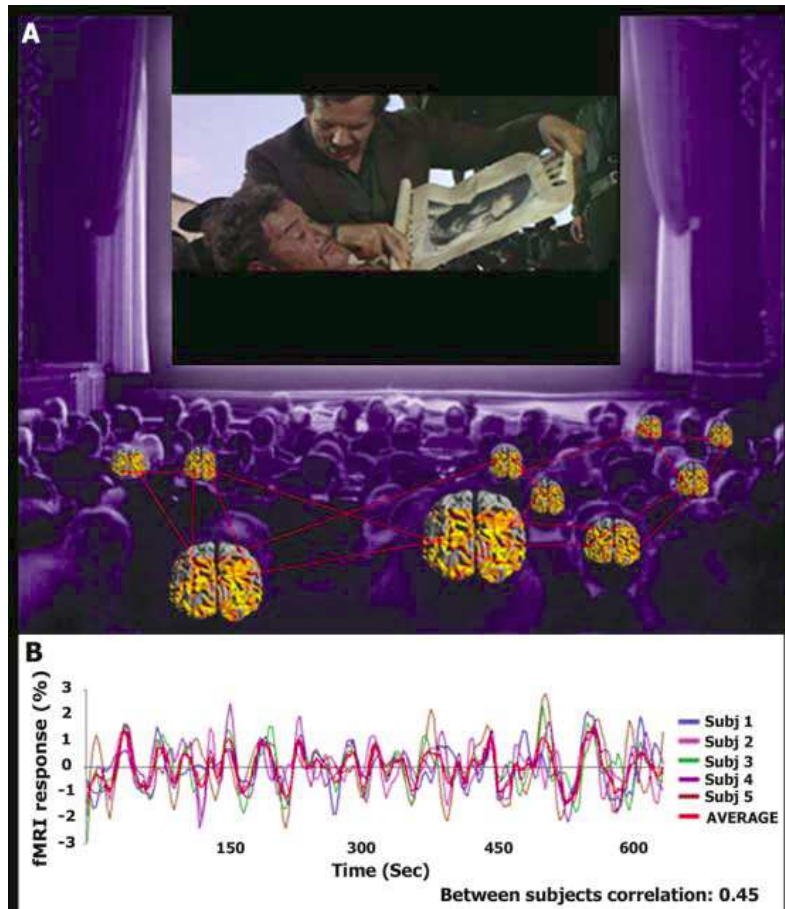 A
B
fMRI response (%)
3
2
1
0
-1
-2
-3
150
300
450
600
Time (Sec)
Subj 1
Subj 2
Subj 3
Subj 4
Subj 5
AVERAGE
Between subjects correlation: 0.45